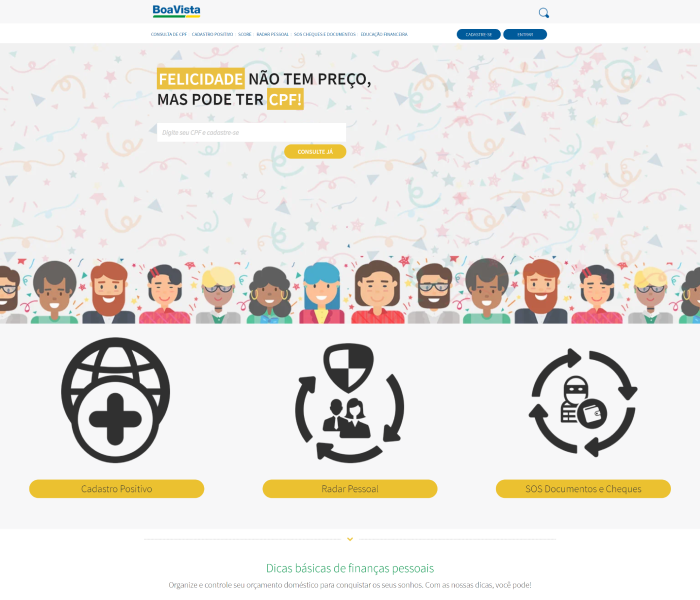 BoaVista
CONSULTA DE CPF CADASTRO POSITIVO SCORE RADAR PESSOAL SOS CHEQUES E DOCUMENTOS EDUCAÇÃO FINANCEIRA CADASTRE-SE ENTRAR
FELICIDADE NÃO TEM PREÇO,
MAS PODE TER CPF!
Digite seu CPF e cadastre-se
CONSULTE JÁ
Cadastro Positivo Radar Pessoal SOS Documentos e Cheques
Dicas básicas de finanças pessoais
Organize e controle seu orçamento doméstico para conquistar os seus sonhos. Com as nossas dicas, você pode!